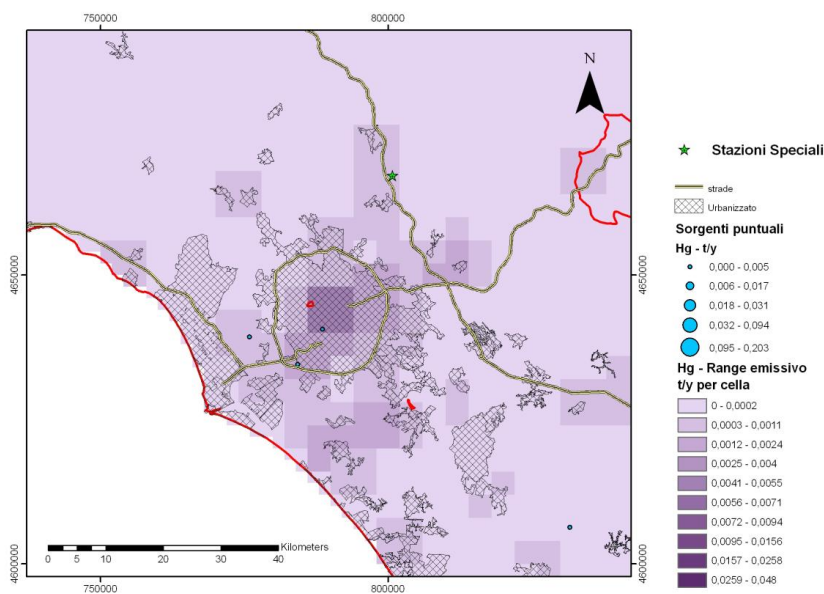 750000 800000
N
4650000 4650000
4600000 4600000
Kilometers
0 5 10 20 30 40
750000 800000
Stazioni Speciali
strade
Urbanizzato
Sorgenti puntuali
Hg - t/y
0,000 - 0,005
0,006 - 0,017
0,018 - 0,031
0,032 - 0,094
0,095 - 0,203
Hg - Range emissivo
t/y per cella
0 - 0,0002
0,0003 - 0,0011
0,0012 - 0,0024
0,0025 - 0,004
0,0041 - 0,0055
0,0056 - 0,0071
0,0072 - 0,0094
0,0095 - 0,0156
0,0157 - 0,0258
0,0259 - 0,048